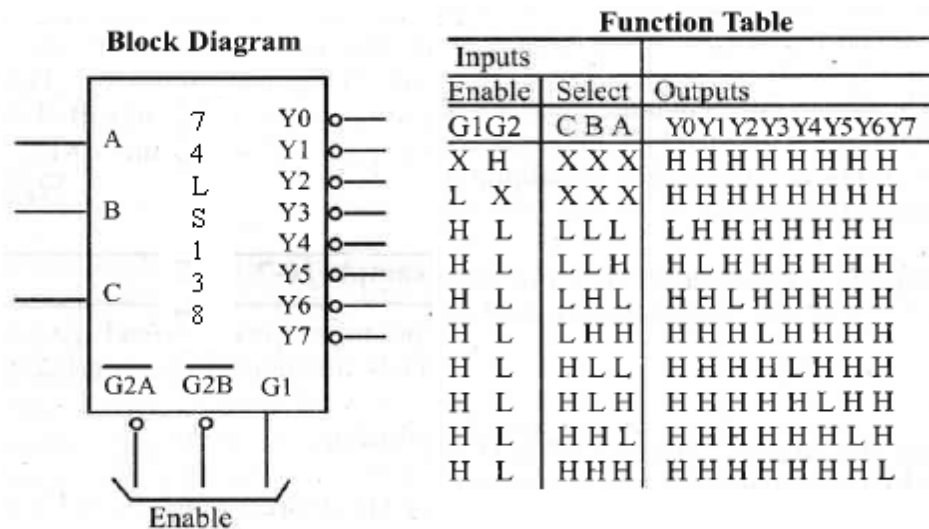 Block Diagram
A
B
C
7
4
L
S
1
3
8
Y0
Y1
Y2
Y3
Y4
Y5
Y6
Y7
G2A G2B G1
Enable
Function Table
Inputs
Enable Select Outputs
G1G2 C B A Y0Y1Y2Y3Y4Y5Y6Y7
X H X X X H H H H H H H H
L X X X X H H H H H H H H
H L L L L L H H H H H H H
H L L L H H L H H H H H H
H L L H L H H L H H H H H
H L L H H H H H L H H H H
H L H L L H H H H L H H H
H L H L H H H H H H L H H
H L H H L H H H H H H L H
H L H H H H H H H H H H L